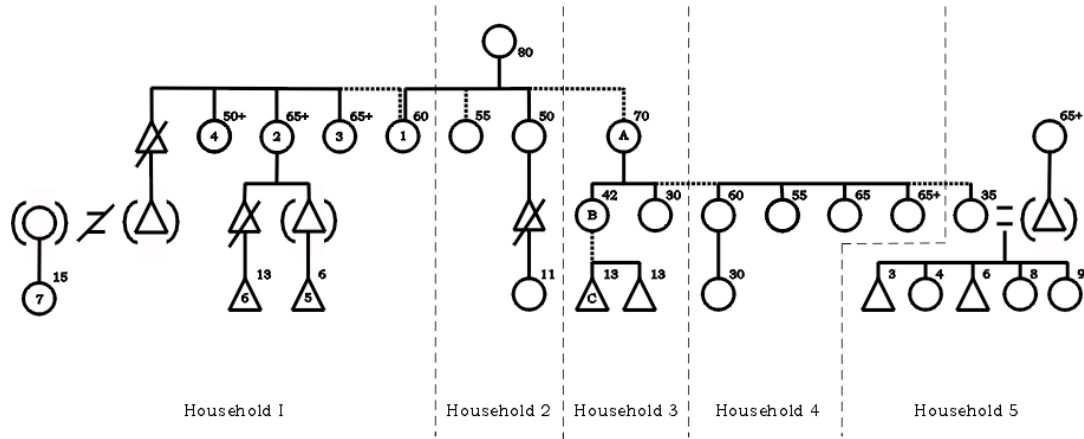 80
50+ 65+ 65+ 60 55 50 70 65+
4 2 3 1 A
42 30 60 55 65 65+ 35
B
15 13 6 11 13 13 30 3 4 6 8 9
7 6 5 C
Household 1 Household 2 Household 3 Household 4 Household 5